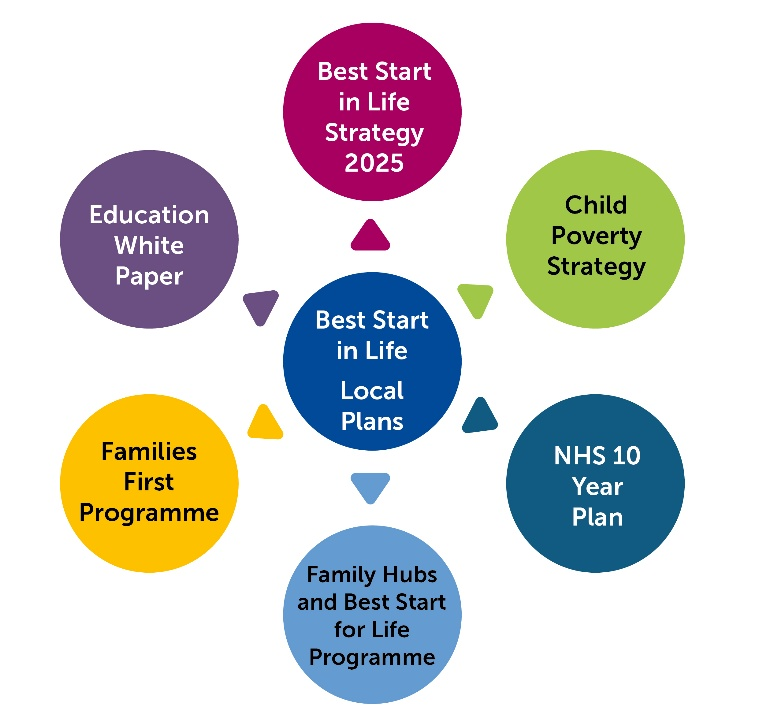 Best Start
in Life
Strategy
2025
Education
White
Paper
Child
Poverty
Strategy
Best Start
in Life
Local
Plans
Families
First
Programme
NHS 10
Year
Plan
Family Hubs
and Best Start
for Life
Programme